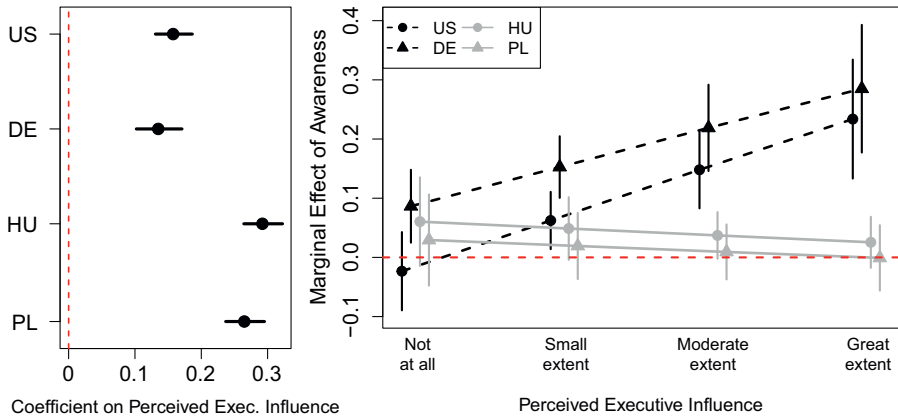 US
DE
HU
PL
0 0.1 0.2 0.3
Coefficient on Perceived Exec. Influence
Marginal Effect of Awareness
0.4
0.3
0.2
0.1
0.0
−0.1
US HU
DE PL
Not at all
Small extent
Moderate extent
Great extent
Perceived Executive Influence